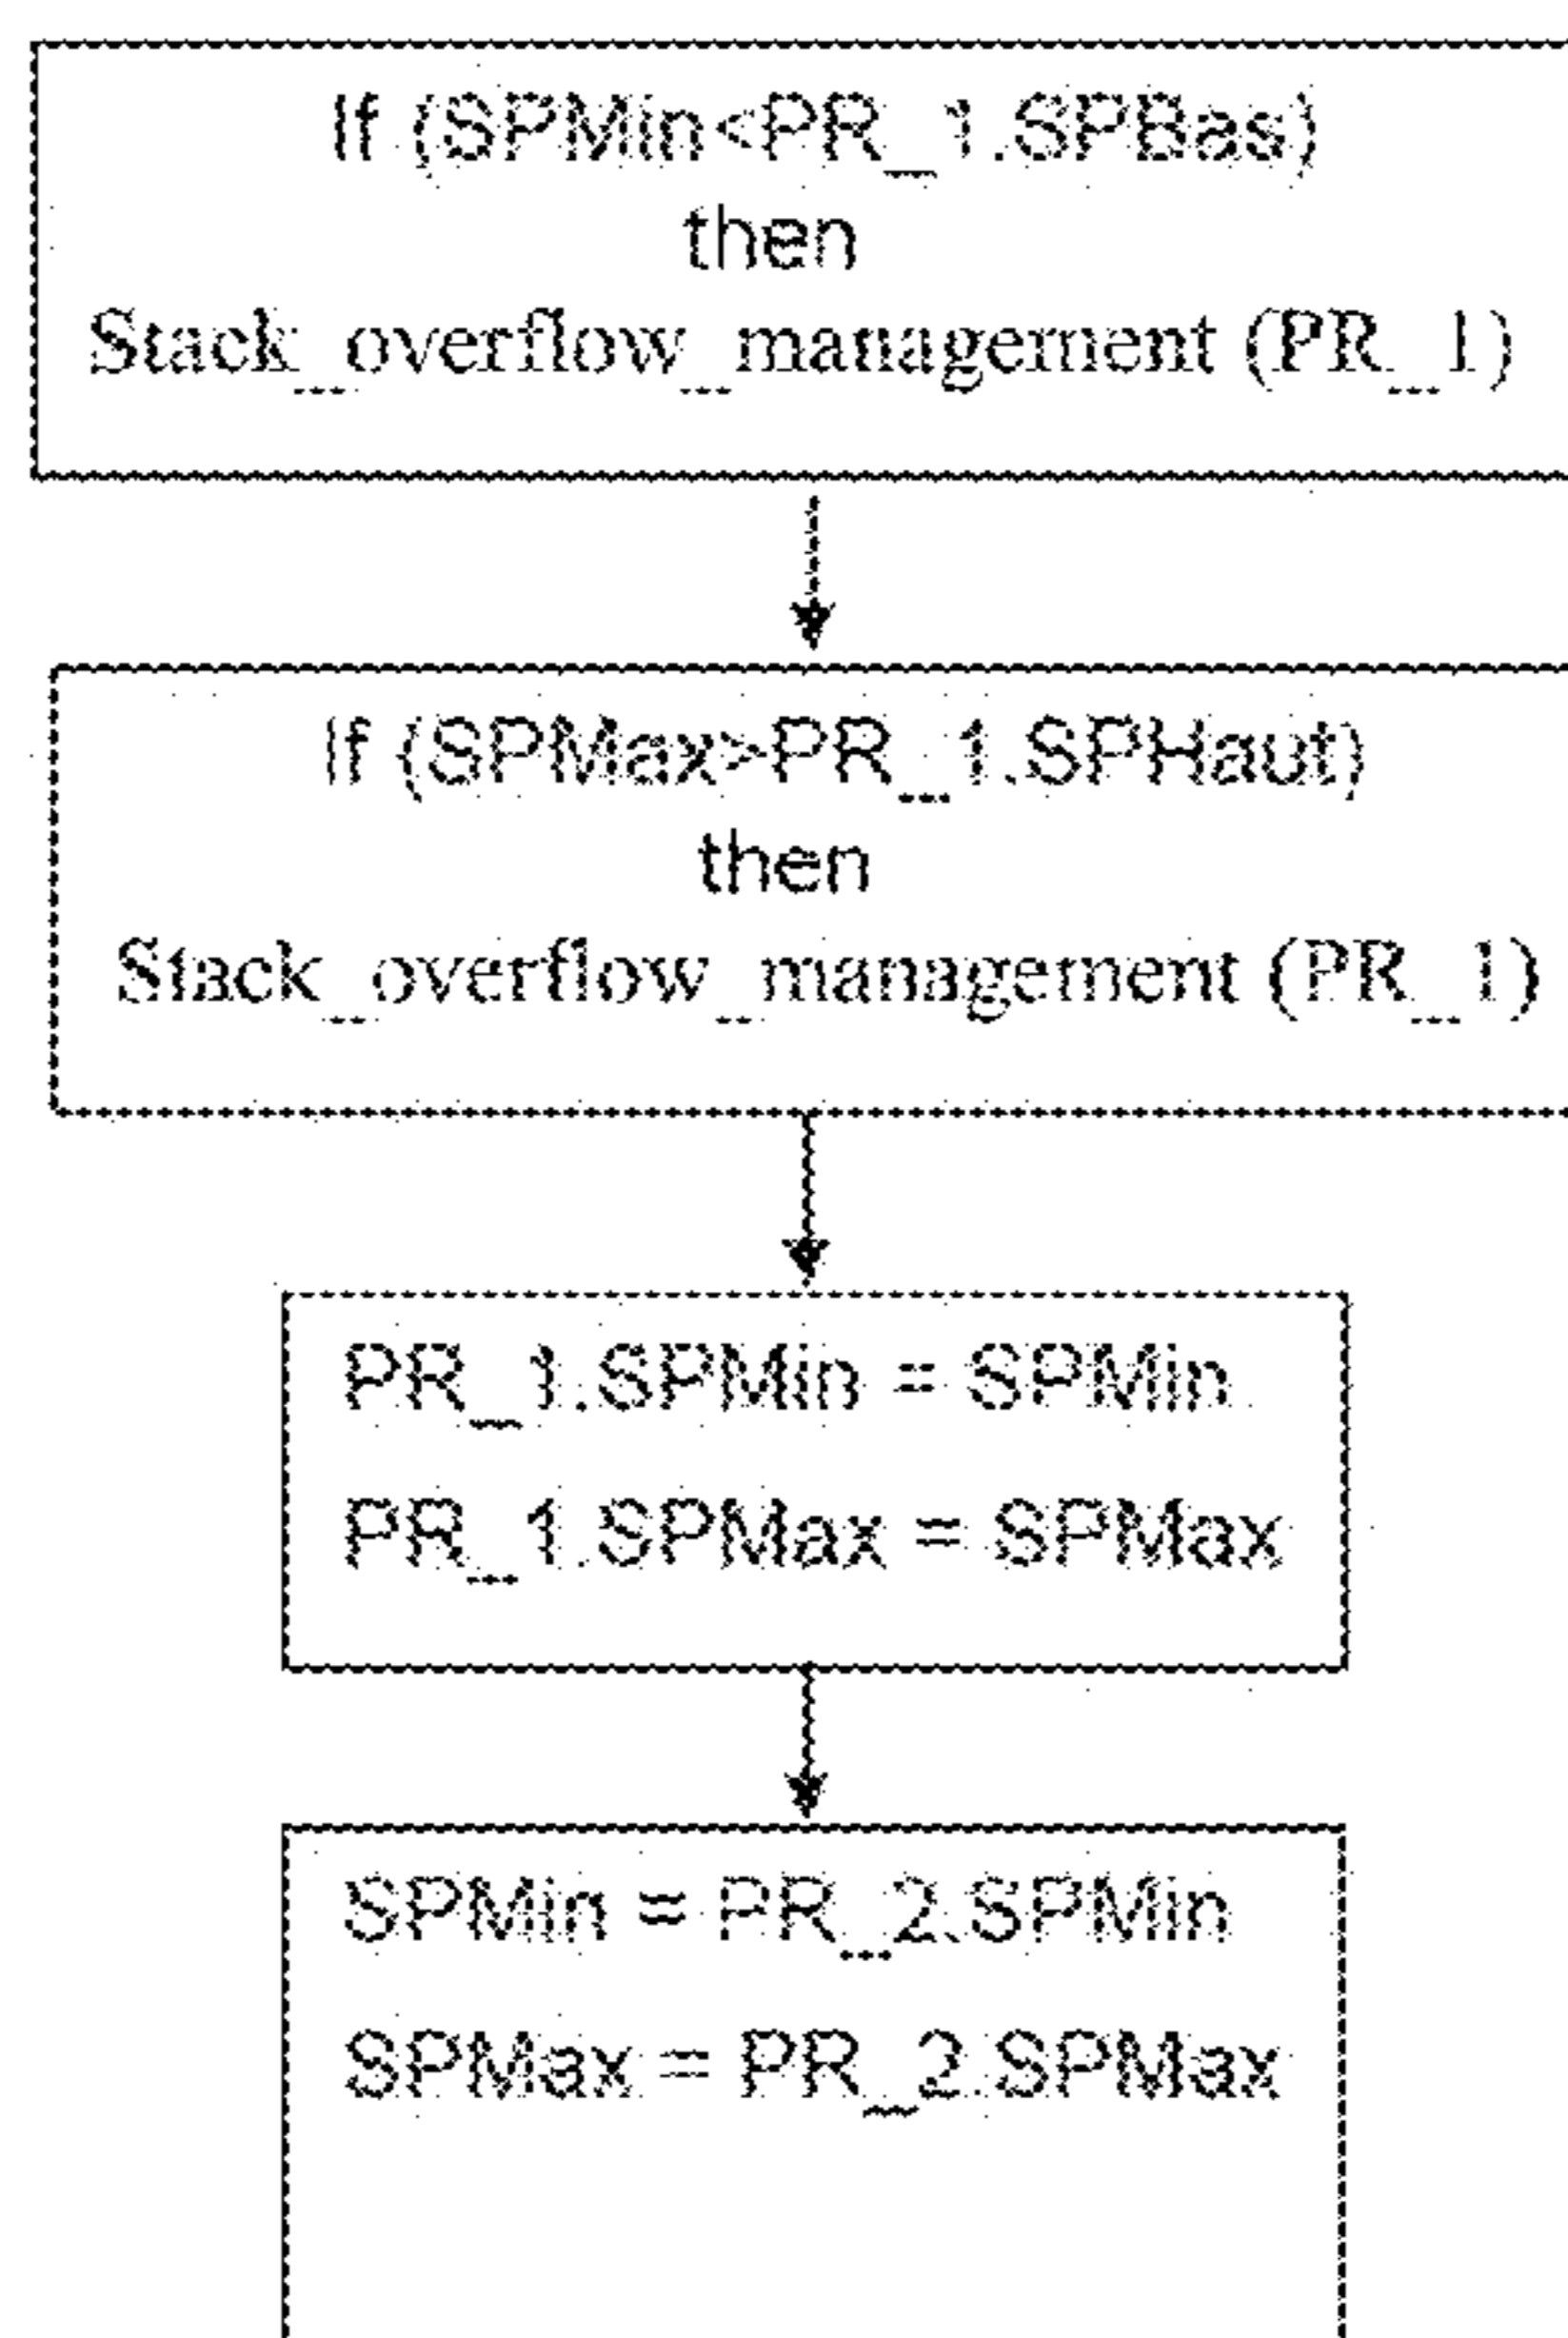 If (SPMin<PR_1.SPBas)
then
Stack_overflow_management (PR_1)
If (SPMax>PR_1.SPHaut)
then
Stack_overflow_management (PR_1)
PR_1.SPMin = SPMin
PR_1.SPMax = SPMax
SPMin = PR_2.SPMin
SPMax = PR_2.SPMax